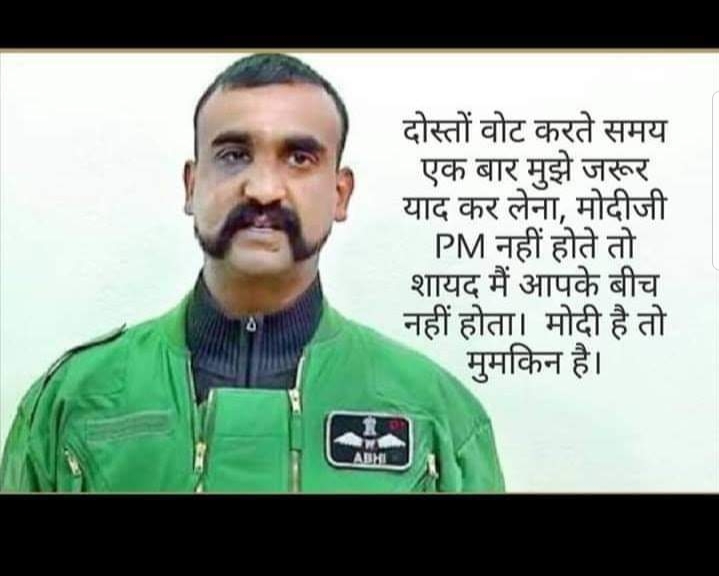 दोस्तों वोट करते समय
एक बार मुझे जरूर
याद कर लेना, मोदीजी
PM नहीं होते तो
शायद मैं आपके बीच
नहीं होता। मोदी है तो
मुमकिन है।
ABHI